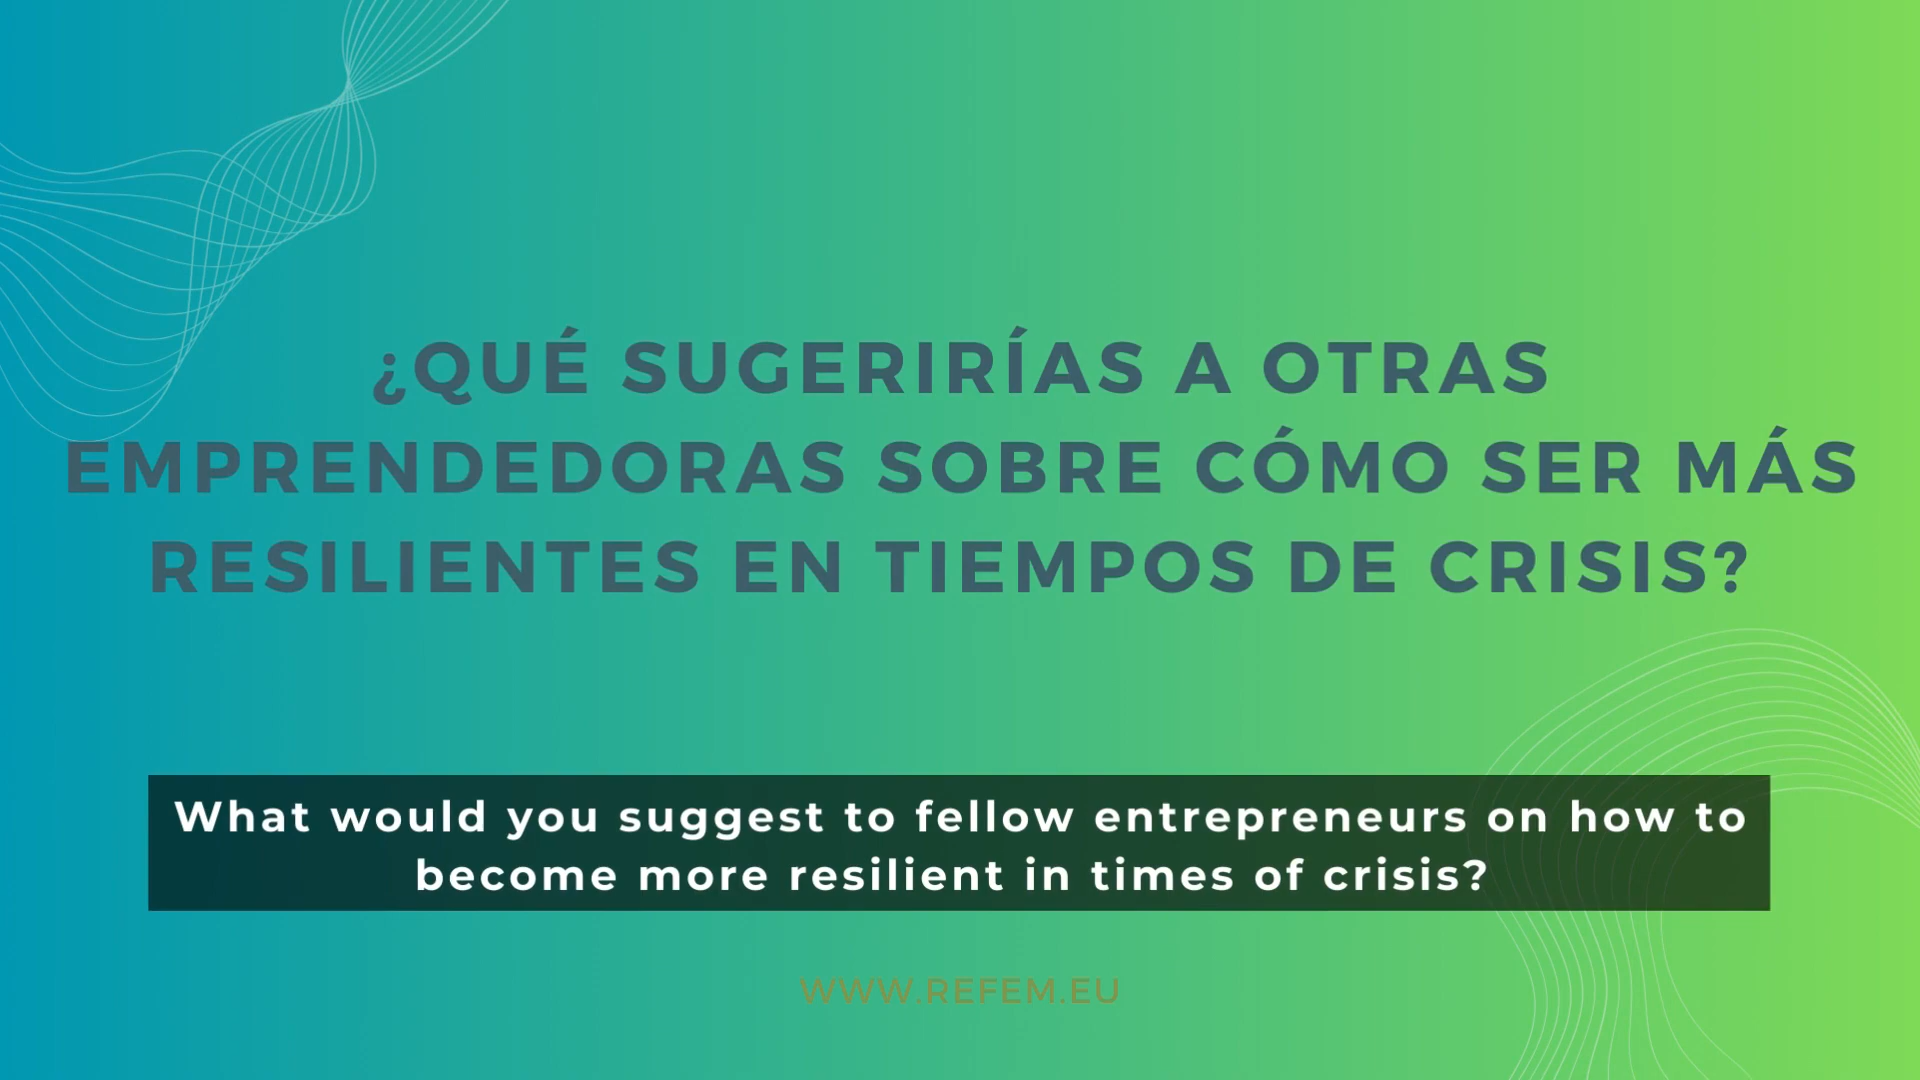 ¿QUÉ SUGERIRÍAS A OTRAS
EMPRENDEDORAS SOBRE CÓMO SER MÁS
RESILIENTES EN TIEMPOS DE CRISIS?
What would you suggest to fellow entrepreneurs on how to
become more resilient in times of crisis?
WWW.REFEM.EU